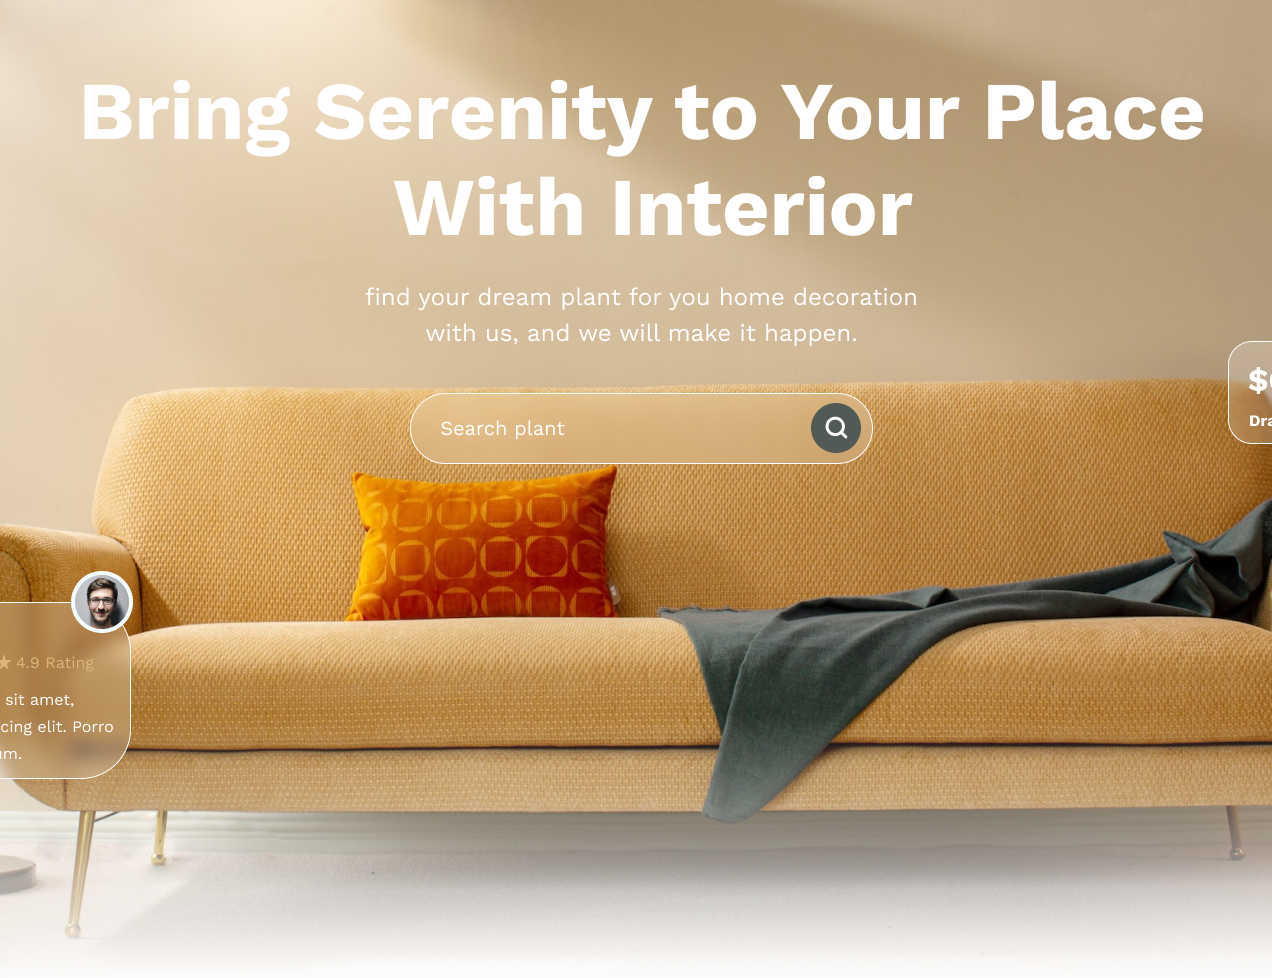 Bring Serenity to Your Place
With Interior
find your dream plant for you home decoration
with us, and we will make it happen.
Search plant
4.9 Rating
sit amet,
cing elit. Porro
um.